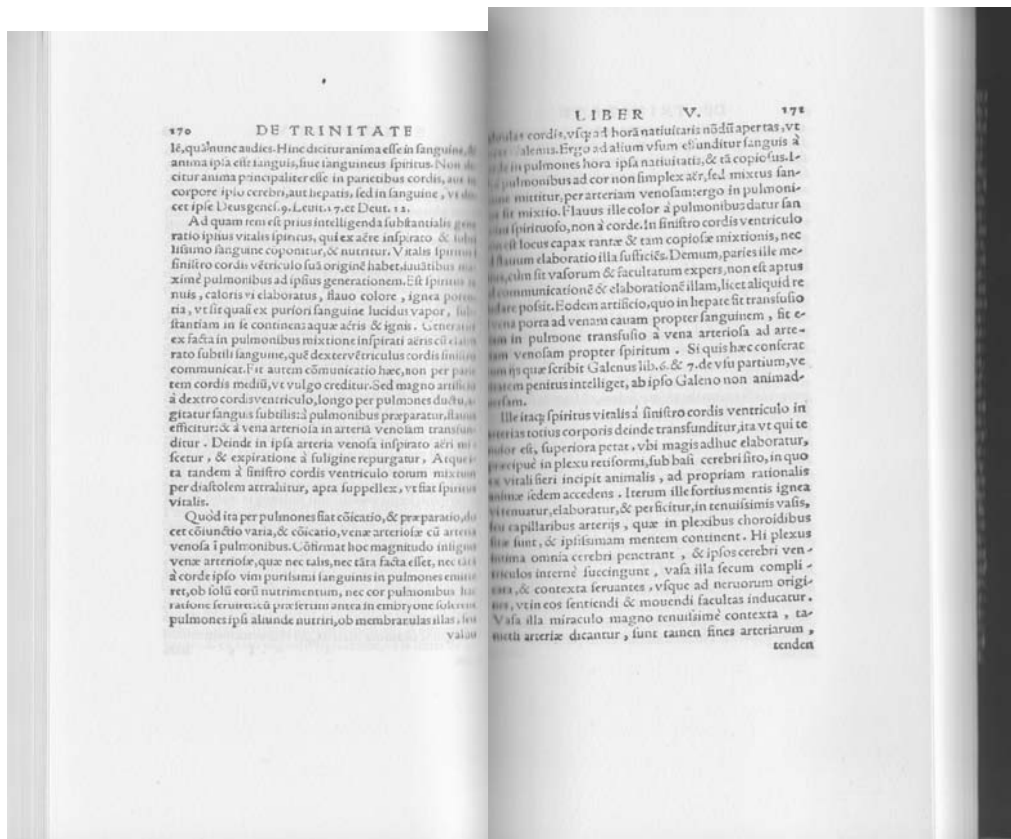 170 DE TRINITATE
lē, quā nunc audies. Hinc dicitur anima esse in sanguine, &
anima ipsa esse sanguis, siue sanguineus spiritus. Non di
citur anima principaliter esse in parietibus cordis, aut in
corpore ipso cerebri, aut hepatis, sed in sanguine, vt do
cet ipse Deus genes. 9. Leuit. 17. et Deut. 12.
Ad quam rem est prius intelligenda substantialis gene
ratio ipsius vitalis spiritus, qui ex aëre inspirato & subti
lissimo sanguine cōponitur, & nutritur. Vitalis spiritus i
sinistro cordis vētriculo suā originē habet, iuuātibus ma
ximè pulmonibus ad ipsius generationem. Est spiritus te
nuis, caloris vi elaboratus, flauo colore, ignea poten
tia, vt sit quasi ex puriori sanguine lucidus vapor, sub
stantiam in se continens aquæ aëris & ignis. Generatur
ex facta in pulmonibus mixtione inspirati aëris cū elabo
rato subtili sanguine, quē dexter vētriculus cordis sinistro
communicat. Fit autem cōmunicatio hæc, non per parie
tem cordis mediū, vt vulgo creditur. Sed magno artificio
à dextro cordis ventriculo, longo per pulmones ductu, a
gitatur sanguis subtilis: à pulmonibus præparatur, flauus
efficitur: & à vena arteriosa in arteriā venosam transfun
ditur. Deinde in ipsa arteria venosa inspirato aëri mi
scetur, & expiratione à fuligine repurgatur, Atque i
ta tandem à sinistro cordis ventriculo totum mixtum
per diastolem attrahitur, apta suppellex, vt fiat spiritus
vitalis.
Quòd ita per pulmones fiat cōicatio, & præparatio, do
cet cōiunctio varia, & cōicatio, venæ arteriosæ cū arteria
venosa ī pulmonibus. Cōfirmat hoc magnitudo insignis
venæ arteriosæ, quæ nec talis, nec tāta facta esset, nec tātā
à corde ipso vim purissimi sanguinis in pulmones emitte
ret, ob solū eorū nutrimentum, nec cor pulmonibus hac
ratione seruiret: cū præsertim antea in embryone solerent
pulmones ipsi aliunde nutriri, ob membranulas illas, seu
valuu
LIBER V. 171
cordis, vsq; ad horā natiuitatis nōdū apertas, vt
Galenus. Ergo ad alium vsum effunditur sanguis à
in pulmones hora ipsa natiuitatis, & tā copiosus. I-
pulmonibus ad cor non simplex aër, sed mixtus san-
mittitur, per arteriam venosam: ergo in pulmoni-
fit mixtio. Flauus ille color à pulmonibus datur san
spirituoso, non à corde. In sinistro cordis ventriculo
est locus capax tantæ & tam copiosæ mixtionis, nec
flauum elaboratio illa sufficiēs. Demum, paries ille me-
cùm sit vasorum & facultatum expers, non est aptus
communicationē & elaborationē illam, licet aliquid re
possit. Eodem artificio, quo in hepate fit transfusio
vena porta ad venam cauam propter sanguinem, fit e-
in pulmone transfusio à vena arteriosa ad arte-
venosam propter spiritum. Si quis hæc conferat
ijs quæ scribit Galenus lib. 6. & 7. de vsu partium, ve
penitus intelliget, ab ipso Galeno non animad-
uersam.
Ille itaq; spiritus vitalis à sinistro cordis ventriculo in
arterias totius corporis deinde transfunditur, ita vt qui te
nuior est, superiora petat, vbi magis adhuc elaboratur,
præcipuè in plexu retiformi, sub basi cerebri sito, in quo
ex vitali fieri incipit animalis, ad propriam rationalis
animæ sedem accedens. Iterum ille fortius mentis ignea
vi tenuatur, elaboratur, & perficitur, in tenuissimis vasis,
seu capillaribus arterijs, quæ in plexibus choroidibus
sitæ sunt, & ipsissimam mentem continent. Hi plexus
intima omnia cerebri penetrant, & ipsos cerebri ven-
triculos internè succingunt, vasa illa secum compli-
cata, & contexta seruantes, vsque ad neruorum origi-
nes, vt in eos sentiendi & mouendi facultas inducatur.
Vasa illa miraculo magno tenuissimè contexta, ta-
metsi arteriæ dicantur, sunt tamen fines arteriarum,
tenden